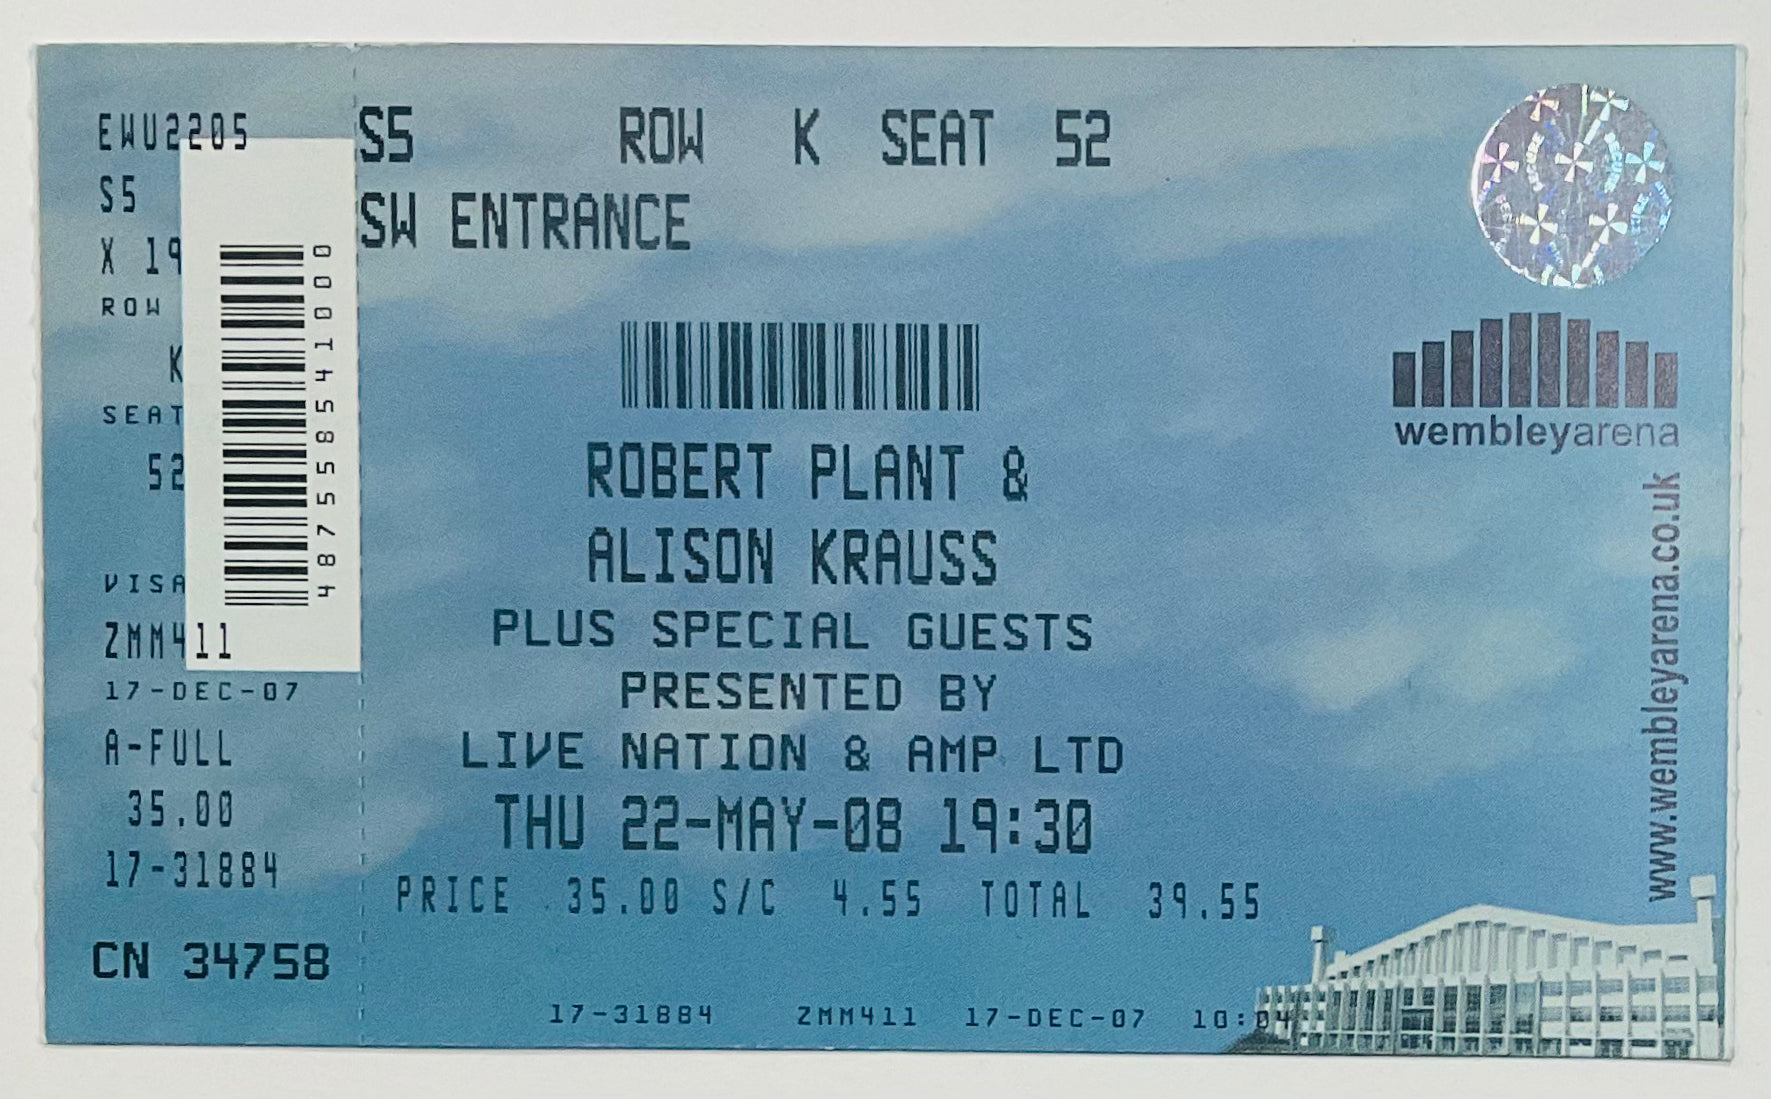 EWU2205
S5
X 19
ROW
K
SEAT
52
VISA
ZMM411
17-DEC-07
A-FULL
35.00
17-31884
CN 34758
4875585541000
S5 ROW K SEAT 52
SW ENTRANCE
ROBERT PLANT &
ALISON KRAUSS
PLUS SPECIAL GUESTS
PRESENTED BY
LIVE NATION & AMP LTD
THU 22-MAY-08 19:30
PRICE 35.00 S/C 4.55 TOTAL 39.55
17-31884 ZMM411 17-DEC-07 10:04
wembleyarena
www.wembleyarena.co.uk